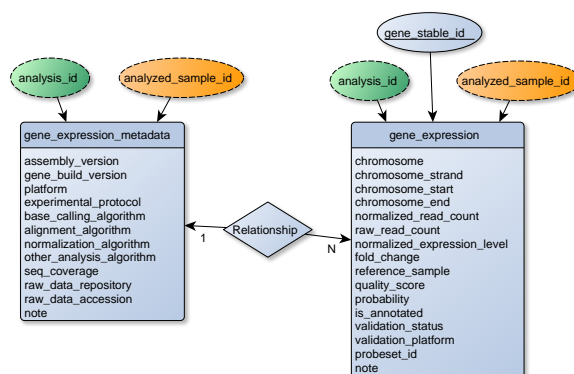 gene_stable_id
analysis_id
analyzed_sample_id
analysis_id
analyzed_sample_id
gene_expression_metadata
assembly_version
gene_build_version
platform
experimental_protocol
base_calling_algorithm
alignment_algorithm
normalization_algorithm
other_analysis_algorithm
seq_coverage
raw_data_repository
raw_data_accession
note
1
Relationship
N
gene_expression
chromosome
chromosome_strand
chromosome_start
chromosome_end
normalized_read_count
raw_read_count
normalized_expression_level
fold_change
reference_sample
quality_score
probability
is_annotated
validation_status
validation_platform
probeset_id
note